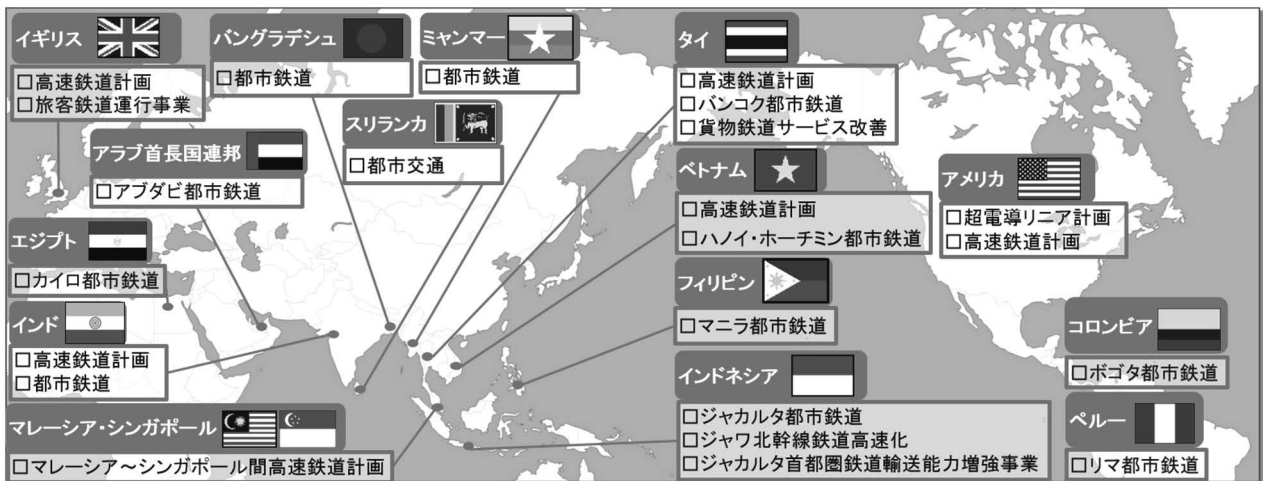 イギリス
□高速鉄道計画
□旅客鉄道運行事業
バングラデシュ
□都市鉄道
ミャンマー
□都市鉄道
タイ
□高速鉄道計画
□バンコク都市鉄道
□貨物鉄道サービス改善
スリランカ
□都市交通
アラブ首長国連邦
□アブダビ都市鉄道
ベトナム
□高速鉄道計画
□ハノイ・ホーチミン都市鉄道
アメリカ
□超電導リニア計画
□高速鉄道計画
エジプト
□カイロ都市鉄道
フィリピン
□マニラ都市鉄道
インド
□高速鉄道計画
□都市鉄道
コロンビア
□ボゴタ都市鉄道
インドネシア
□ジャカルタ都市鉄道
□ジャワ北幹線鉄道高速化
□ジャカルタ首都圏鉄道輸送能力増強事業
マレーシア・シンガポール
□マレーシア～シンガポール間高速鉄道計画
ペルー
□リマ都市鉄道